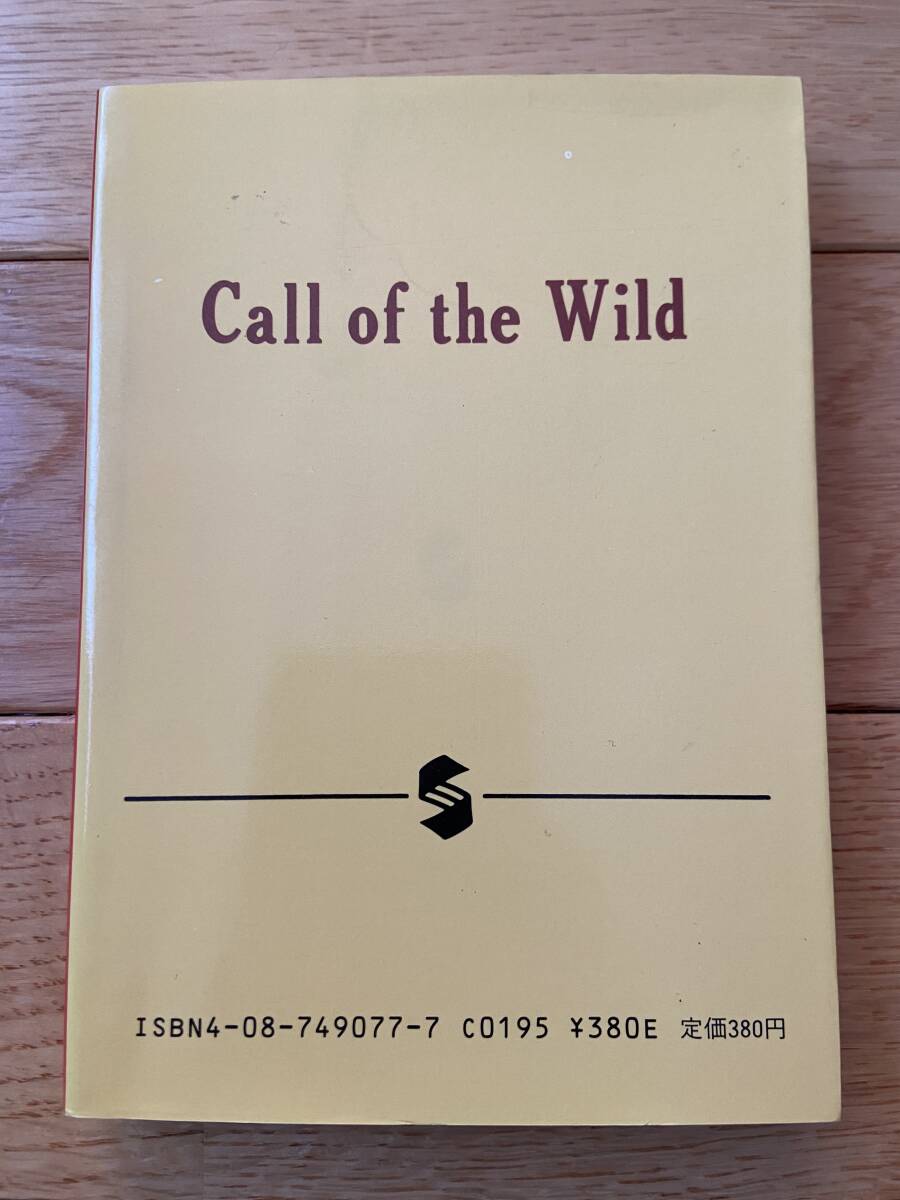 Call of the Wild
ISBN4-08-749077-7 C0195 ¥380E 定価380円